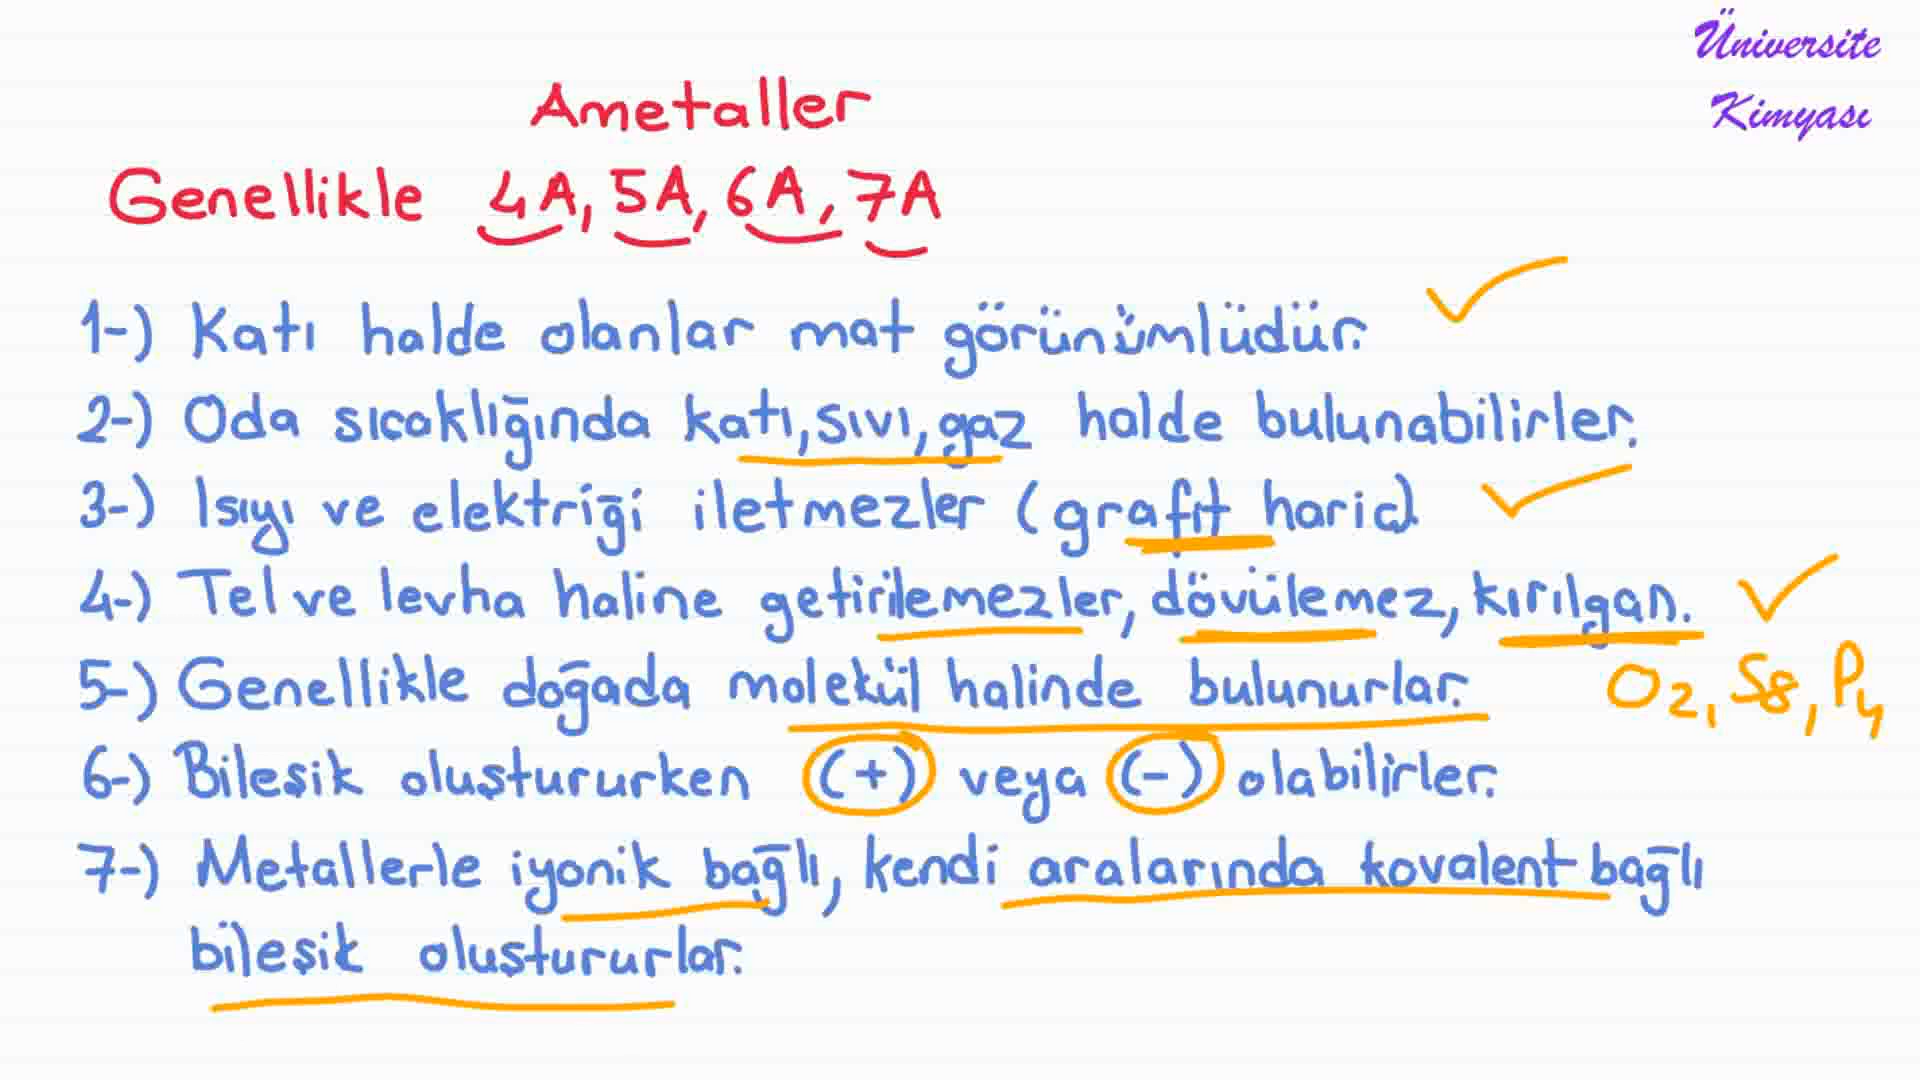 Üniversite
Kimyası
Ametaller
Genellikle 4A, 5A, 6A, 7A
1-) Katı halde olanlar mat görünümlüdür.
2-) Oda sıcaklığında katı, sıvı, gaz halde bulunabilirler.
3-) Isıyı ve elektriği iletmezler (grafit hariç).
4-) Tel ve levha haline getirilemezler, dövülemez, kırılgan.
5-) Genellikle doğada molekül halinde bulunurlar. O2, S8, P4
6-) Bileşik oluştururken (+) veya (-) olabilirler.
7-) Metallerle iyonik bağlı, kendi aralarında kovalent bağlı
bileşik oluştururlar.